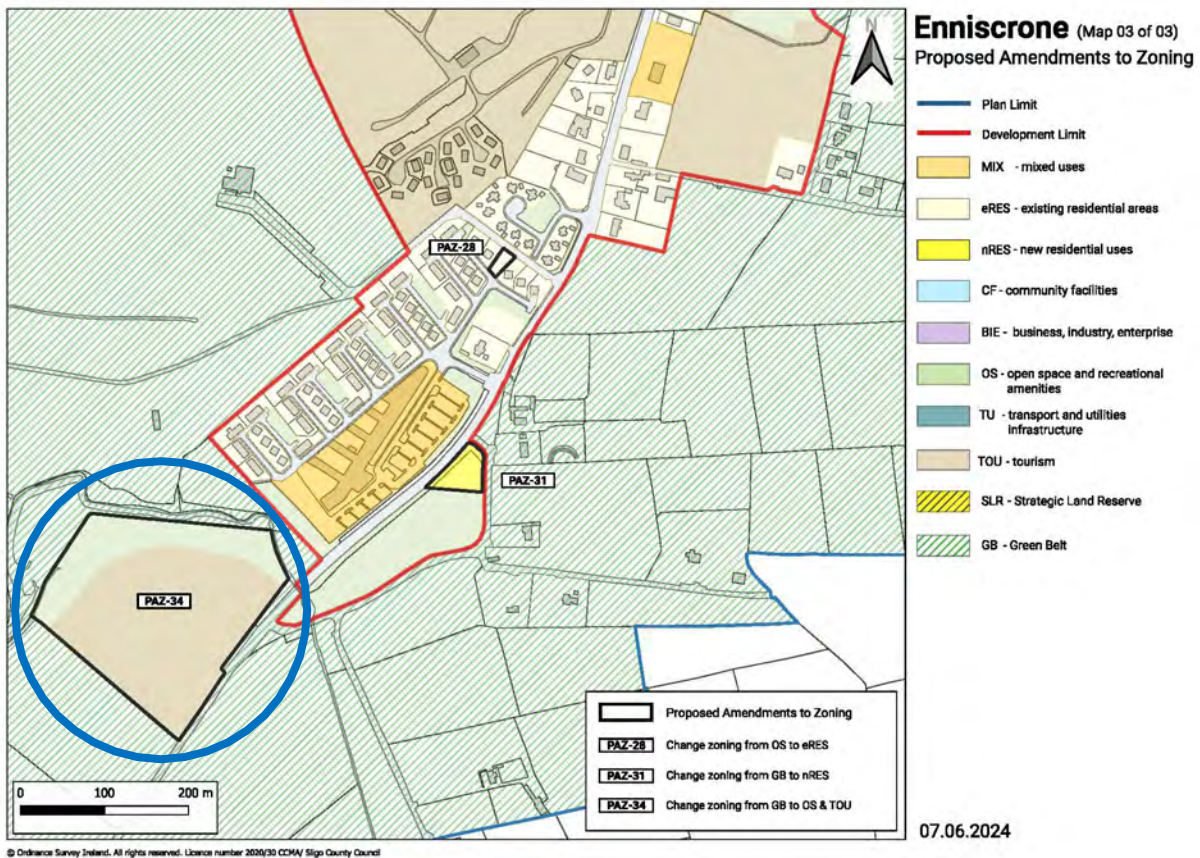 Enniscrone (Map 03 of 03)
Proposed Amendments to Zoning
N
Plan Limit
Development Limit
MIX - mixed uses
eRES - existing residential areas
nRES - new residential uses
CF - community facilities
BIE - business, industry, enterprise
OS - open space and recreational
amenities
TU - transport and utilities
infrastructure
TOU - tourism
SLR - Strategic Land Reserve
GB - Green Belt
PAZ-28
PAZ-31
PAZ-34
Proposed Amendments to Zoning
PAZ-28 Change zoning from OS to eRES
PAZ-31 Change zoning from GB to nRES
PAZ-34 Change zoning from GB to OS & TOU
0 100 200 m
07.06.2024
© Ordnance Survey Ireland. All rights reserved. Licence number 2020/30 CCMA/ Sligo County Council